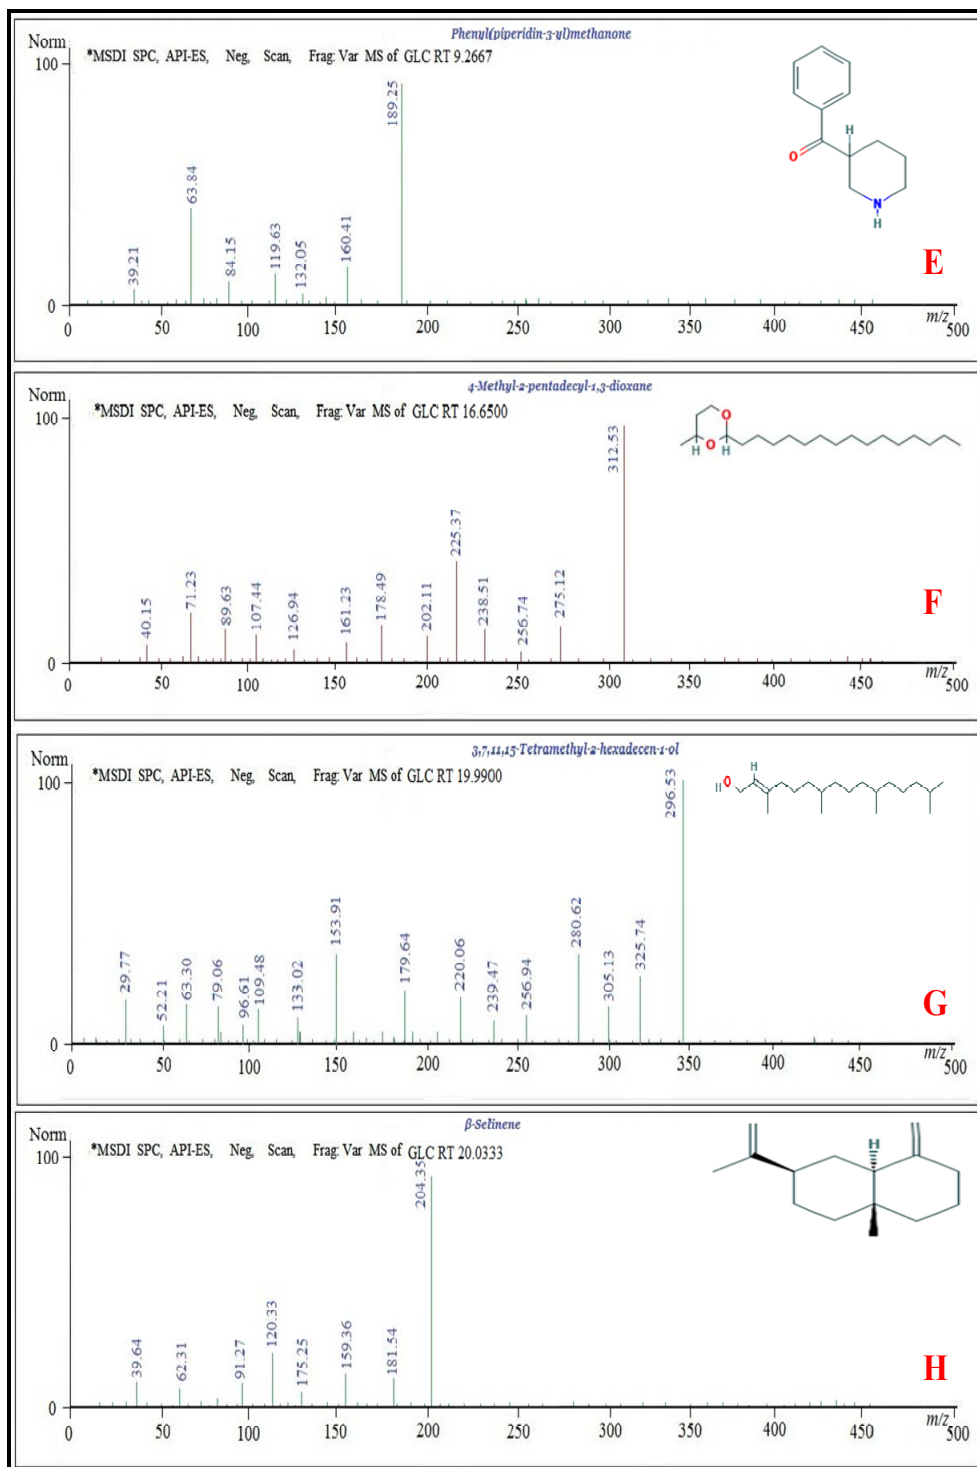 Phenyl(piperidin-3-yl)methanone
Norm
*MSDI SPC, API-ES, Neg, Scan, Frag: Var MS of GLC RT 9.2667
100
189.25
63.84
39.21
84.15
119.63
132.05
160.41
O
H
N
H
E
0
0 50 100 150 200 250 300 350 400 450 500
m/z
4-Methyl-2-pentadecyl-1,3-dioxane
Norm
*MSDI SPC, API-ES, Neg, Scan, Frag: Var MS of GLC RT 16.6500
100
312.53
225.37
40.15
71.23
89.63
107.44
126.94
161.23
178.49
202.11
238.51
256.74
275.12
O
O
H H
F
0
0 50 100 150 200 250 300 350 400 450 500
m/z
3,7,11,15-Tetramethyl-2-hexadecen-1-ol
Norm
*MSDI SPC, API-ES, Neg, Scan, Frag: Var MS of GLC RT 19.9900
100
296.53
29.77
52.21
63.30
79.06
96.61
109.48
133.02
153.91
179.64
220.06
239.47
256.94
280.62
305.13
325.74
H O
H
G
0
0 50 100 150 200 250 300 350 400 450 500
m/z
β-Selinene
Norm
*MSDI SPC, API-ES, Neg, Scan, Frag: Var MS of GLC RT 20.0333
100
204.35
39.64
62.31
91.27
120.33
175.25
159.36
181.54
H
H
0
0 50 100 150 200 250 300 350 400 450 500
m/z